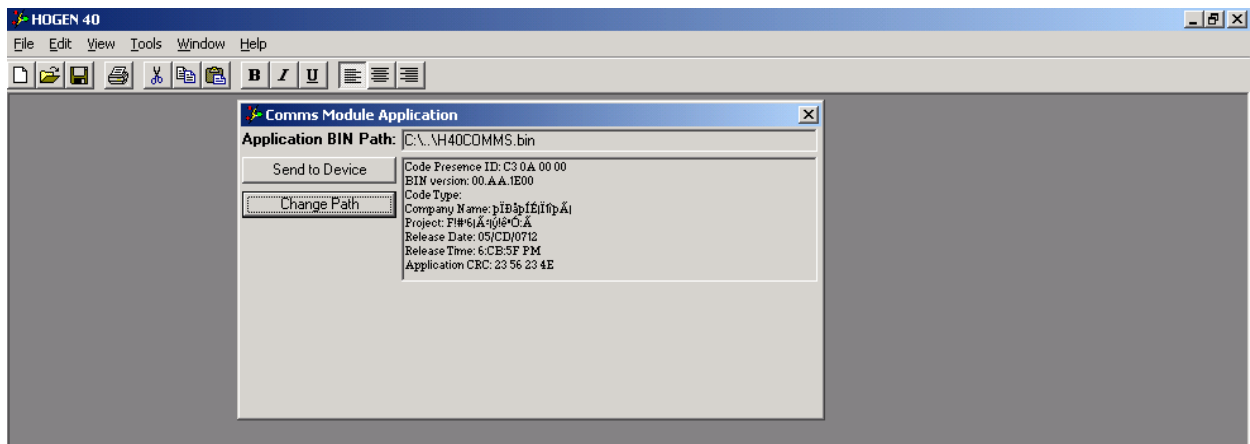 HOGEN 40
File Edit View Tools Window Help
B I U
Comms Module Application
Application BIN Path: C:\..\H40COMMS.bin
Send to Device
Change Path
Code Presence ID: C3 0A 00 00
BIN version: 00.AA.1E00
Code Type:
Company Name:
Project:
Release Date: 05/CD/0712
Release Time: 6:CB:5F PM
Application CRC: 23 56 23 4E